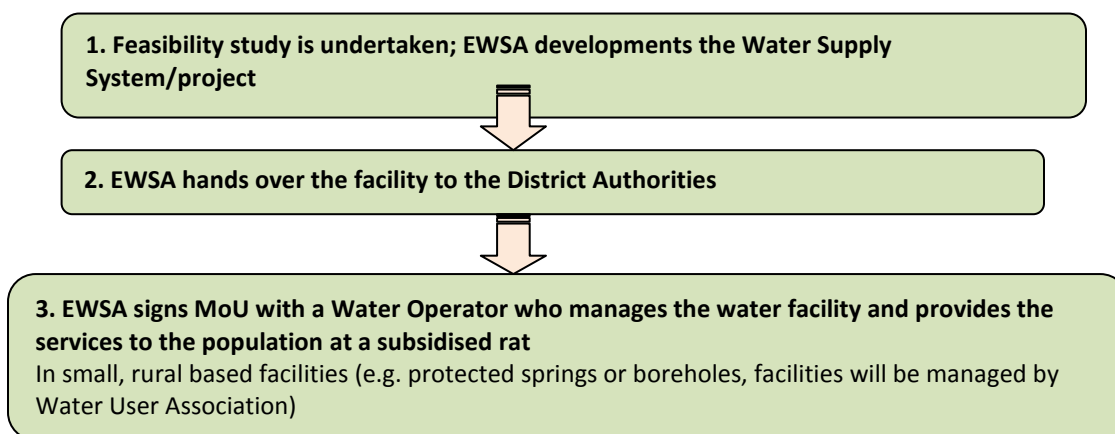 1. Feasibility study is undertaken; EWSA developments the Water Supply
System/project
2. EWSA hands over the facility to the District Authorities
3. EWSA signs MoU with a Water Operator who manages the water facility and provides the
services to the population at a subsidised rat
In small, rural based facilities (e.g. protected springs or boreholes, facilities will be managed by
Water User Association)